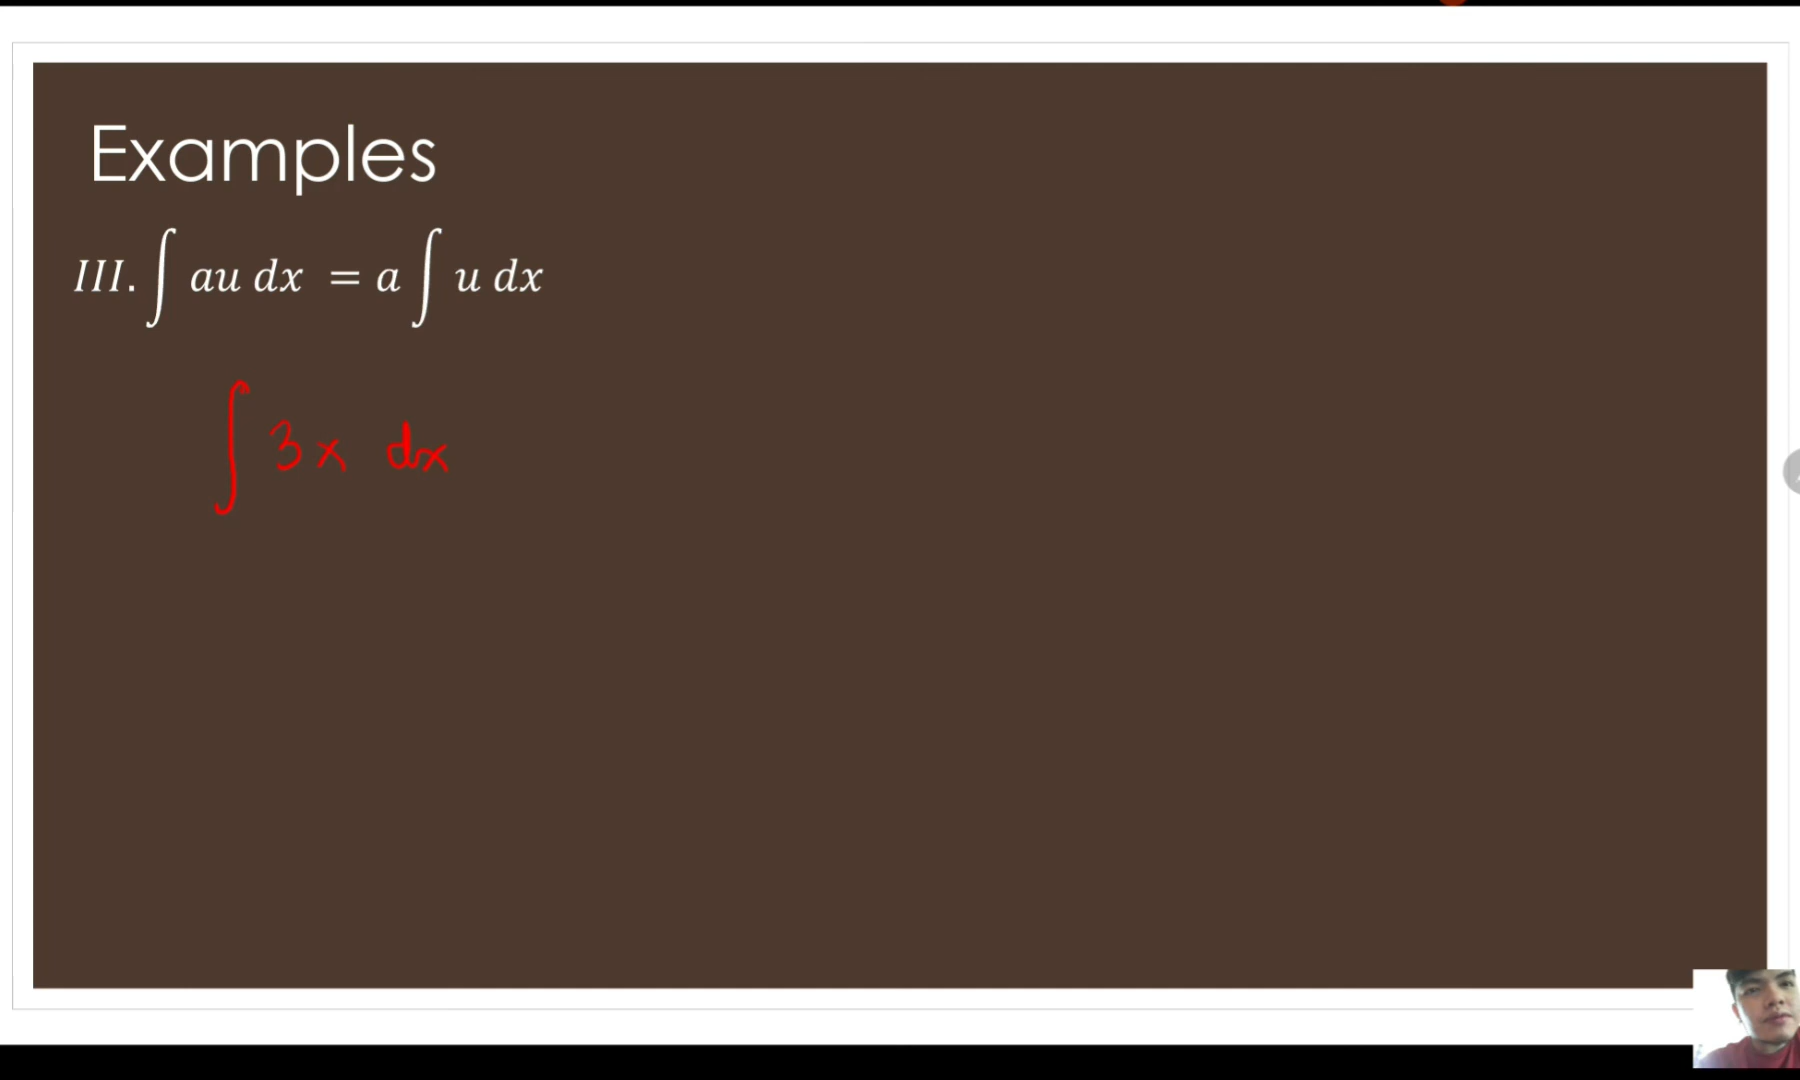 Examples
III. ∫ au dx = a ∫ u dx
∫ 3x dx